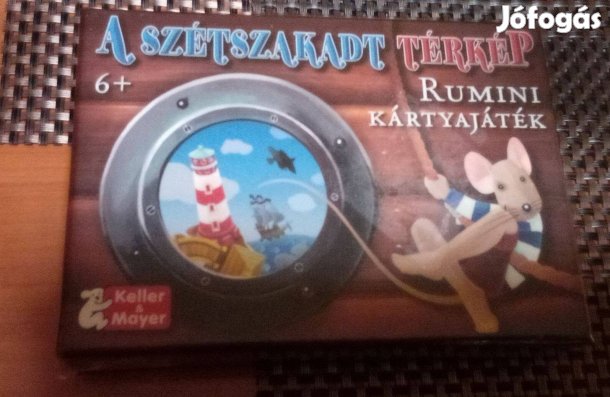 Jófogás
A SZÉTSZAKADT TÉRKÉP
6+
RUMINI
KÁRTYAJÁTÉK
Keller
&
Mayer